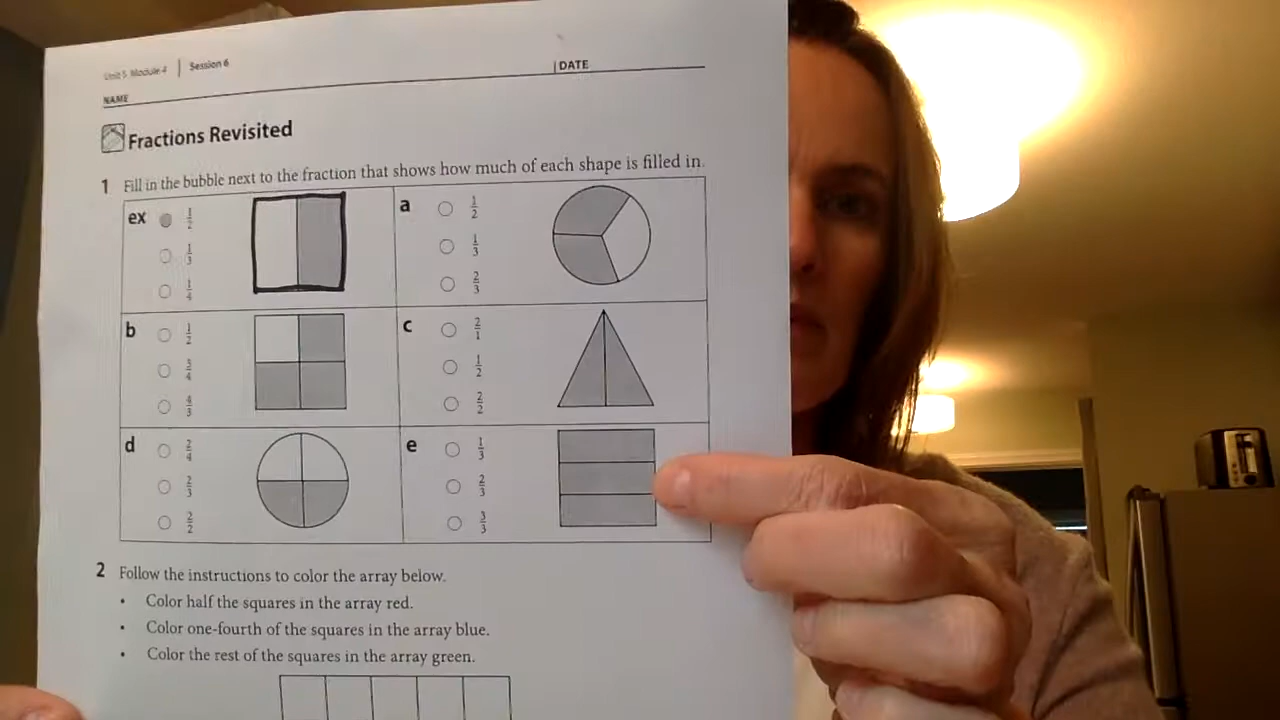 Unit 5 Module 4 | Session 6
NAME | DATE
Fractions Revisited
1 Fill in the bubble next to the fraction that shows how much of each shape is filled in.
ex 1/2
1/3
1/4
a 1/2
1/3
2/3
b 1/2
3/4
4/3
c 2/1
1/2
2/2
d 2/4
2/3
2/2
e 1/3
2/3
3/3
2 Follow the instructions to color the array below.
• Color half the squares in the array red.
• Color one-fourth of the squares in the array blue.
• Color the rest of the squares in the array green.